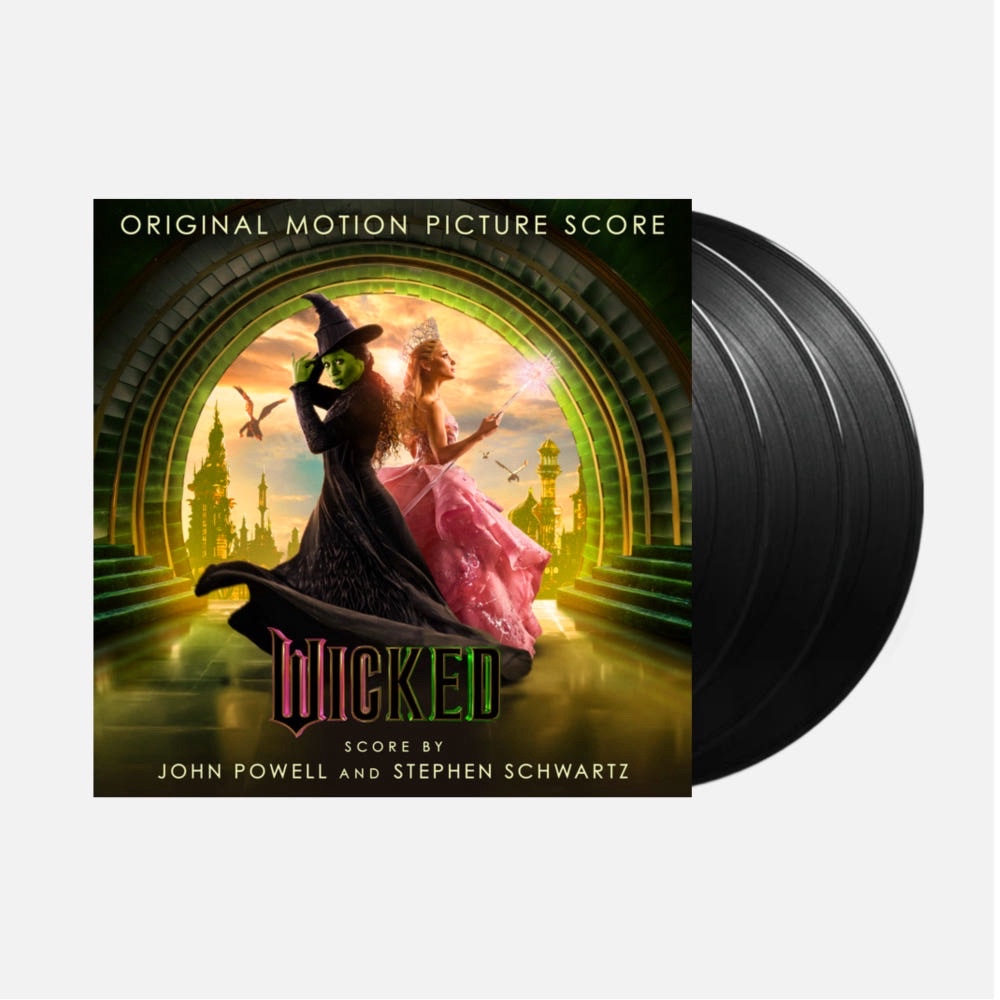 ORIGINAL MOTION PICTURE SCORE
WICKED
SCORE BY
JOHN POWELL AND STEPHEN SCHWARTZ